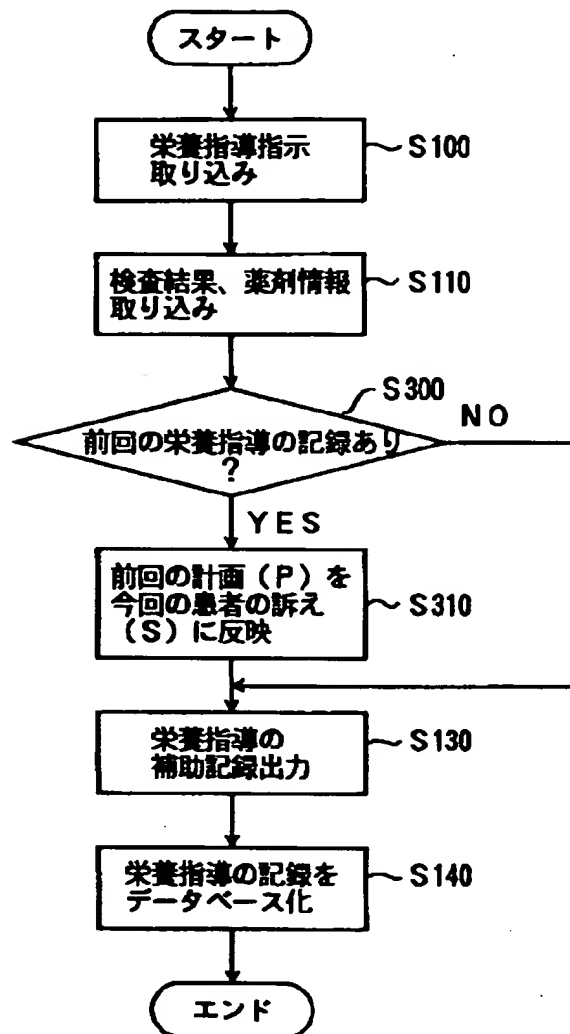 スタート
栄養指導指示
取り込み
S100
検査結果、薬剤情報
取り込み
S110
S300
前回の栄養指導の記録あり
?
NO
YES
前回の計画（P）を
今回の患者の訴え
（S）に反映
S310
栄養指導の
補助記録出力
S130
栄養指導の記録を
データベース化
S140
エンド